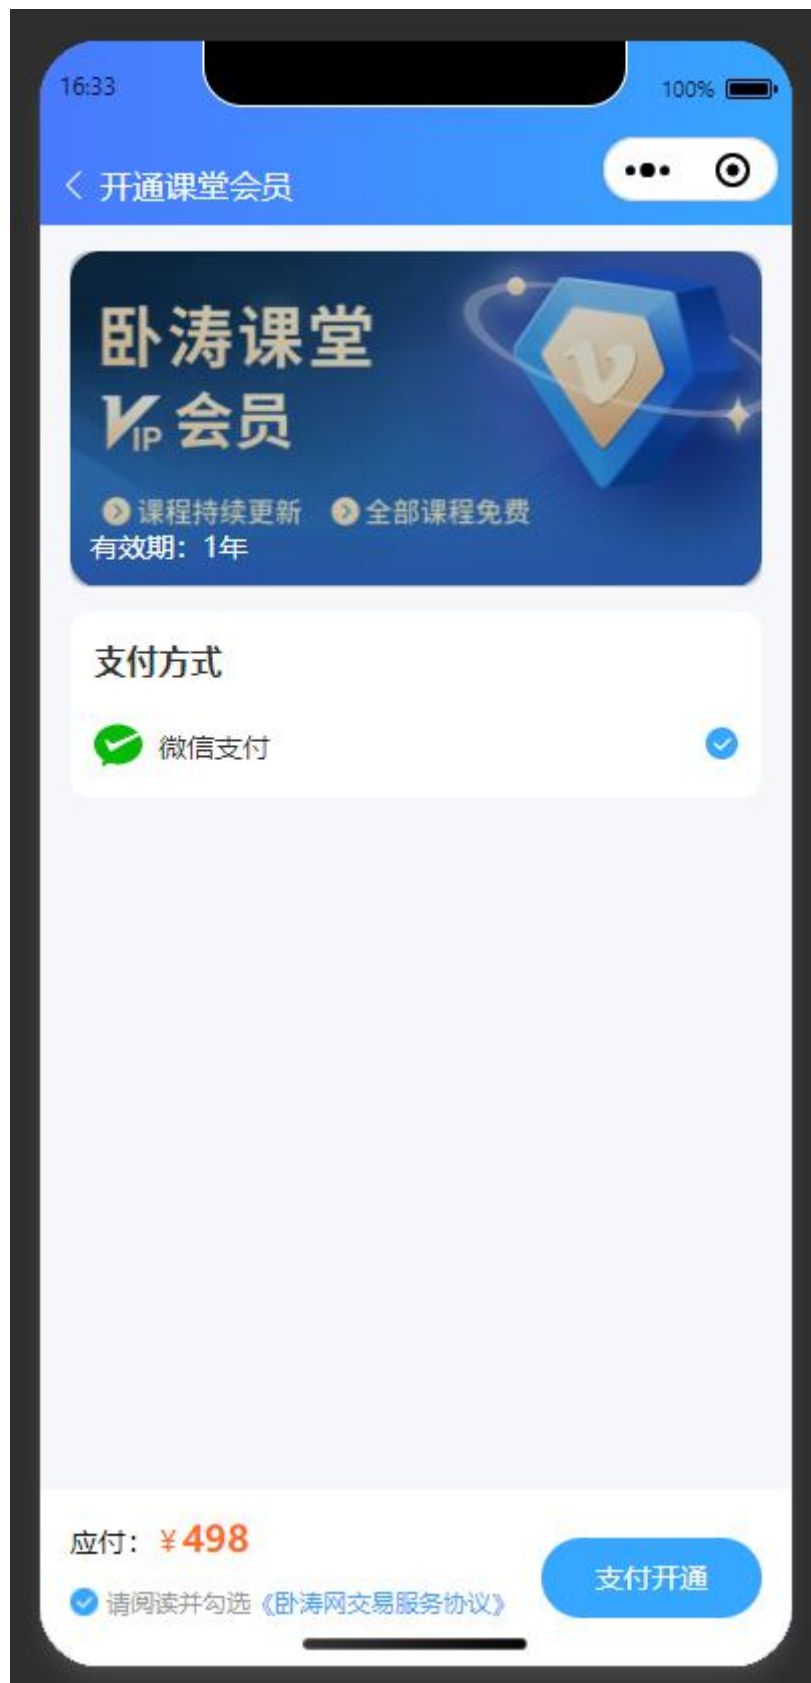 16:33
100%
开通课堂会员
卧涛课堂
VIP 会员
课程持续更新 全部课程免费
有效期：1年
支付方式
微信支付
应付：￥498
请阅读并勾选《卧涛网交易服务协议》
支付开通